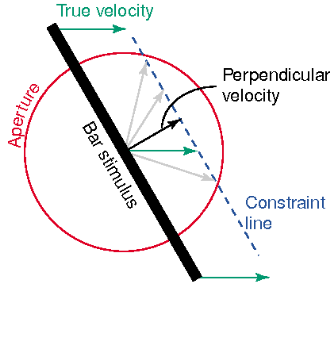 True velocity
Perpendicular
velocity
Aperture
Bar stimulus
Constraint
line